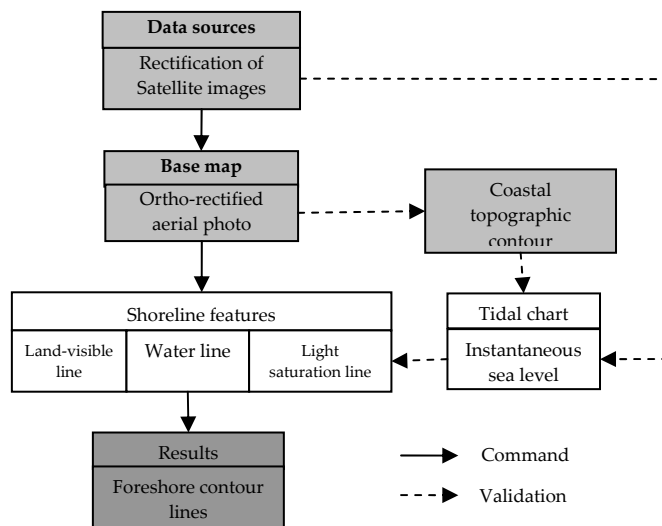 Data sources
Rectification of
Satellite images
Base map
Ortho-rectified
aerial photo
Coastal
topographic
contour
Shoreline features
Land-visible
line
Water line
Light
saturation line
Tidal chart
Instantaneous
sea level
Results
Foreshore contour
lines
Command
Validation